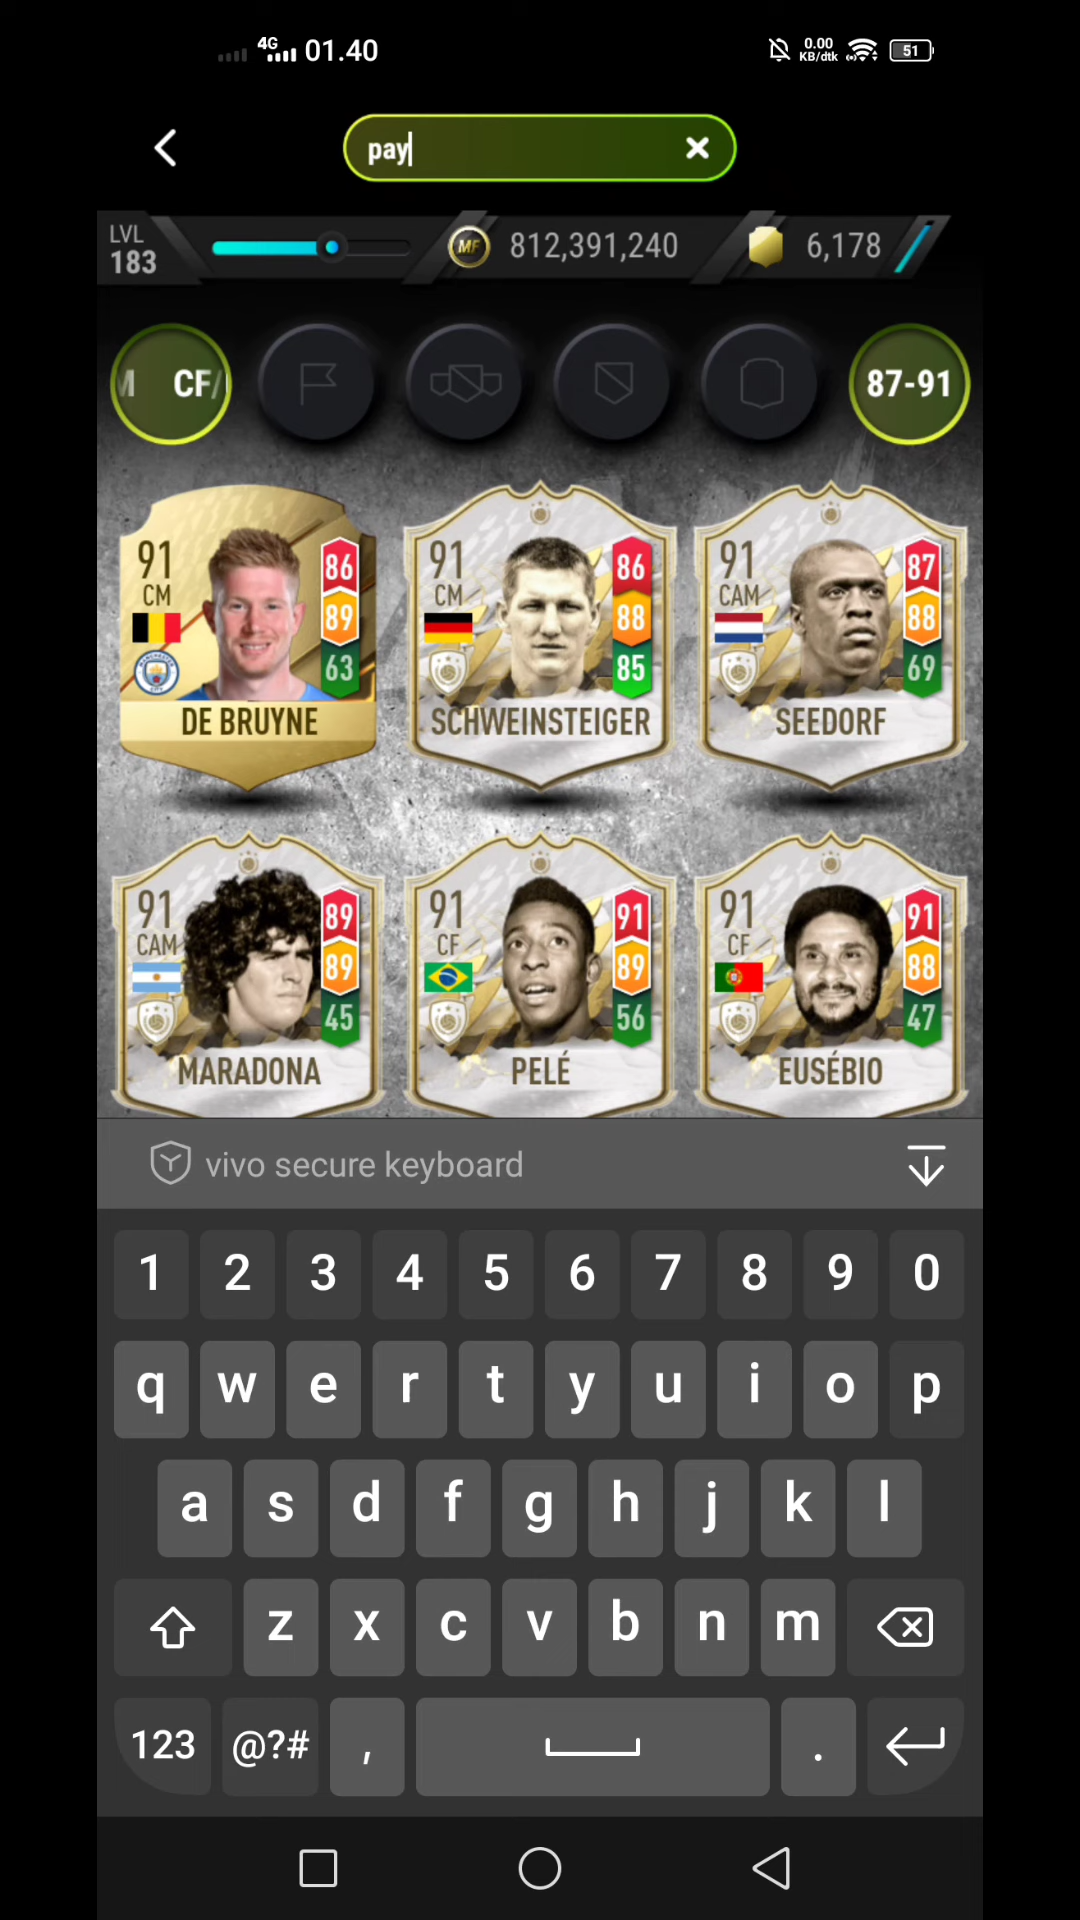 4G 01.40 0.00 KB/dtk 51
pay
LVL 183 MF 812,391,240 6,178
M CF/ 87-91
91 CM 86 89 63
DE BRUYNE
91 CM 86 88 85
SCHWEINSTEIGER
91 CAM 87 88 69
SEEDORF
91 CAM 89 89 45
MARADONA
91 CF 91 89 56
PELÉ
91 CF 91 88 47
EUSÉBIO
vivo secure keyboard
1 2 3 4 5 6 7 8 9 0
q w e r t y u i o p
a s d f g h j k l
z x c v b n m
123 @?# , .